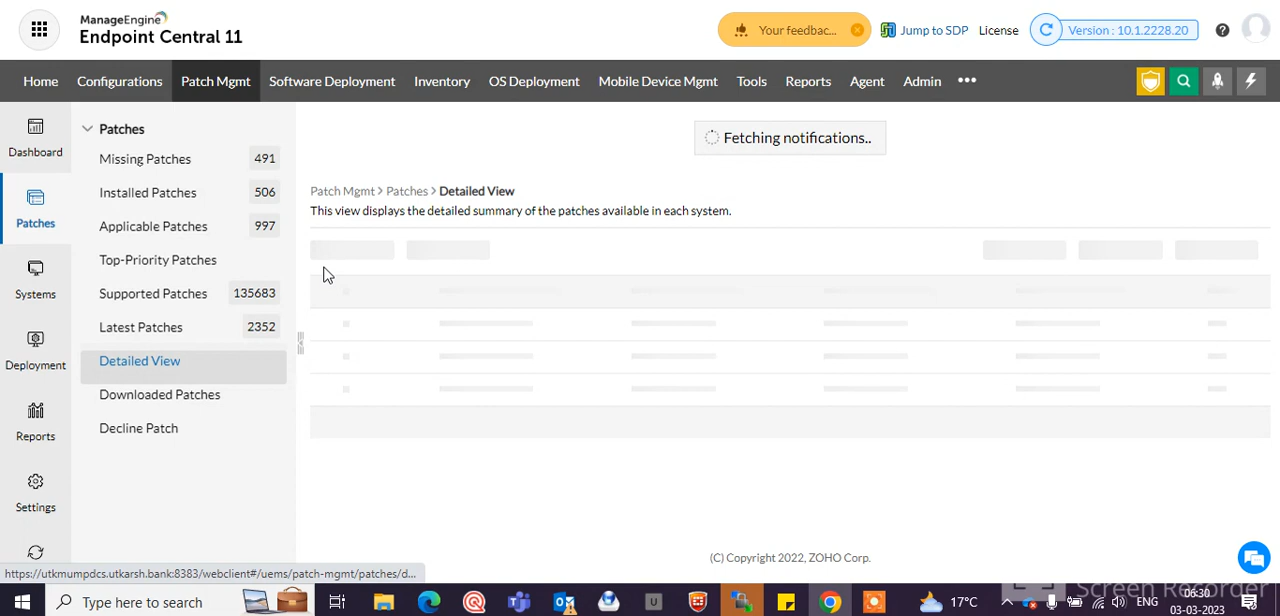 ManageEngine
Endpoint Central 11
Your feedbac...
Jump to SDP
License
Version : 10.1.2228.20
Home
Configurations
Patch Mgmt
Software Deployment
Inventory
OS Deployment
Mobile Device Mgmt
Tools
Reports
Agent
Admin
Dashboard
Patches
Systems
Deployment
Reports
Settings
Patches
Missing Patches 491
Installed Patches 506
Applicable Patches 997
Top-Priority Patches
Supported Patches 135683
Latest Patches 2352
Detailed View
Downloaded Patches
Decline Patch
Fetching notifications..
Patch Mgmt > Patches > Detailed View
This view displays the detailed summary of the patches available in each system.
(C) Copyright 2022, ZOHO Corp.
https://utkmumpdcs.utkarsh.bank:8383/webclient#/uems/patch-mgmt/patches/d...
Screen Recorder
Type here to search
17°C
ENG
06:30
03-03-2023